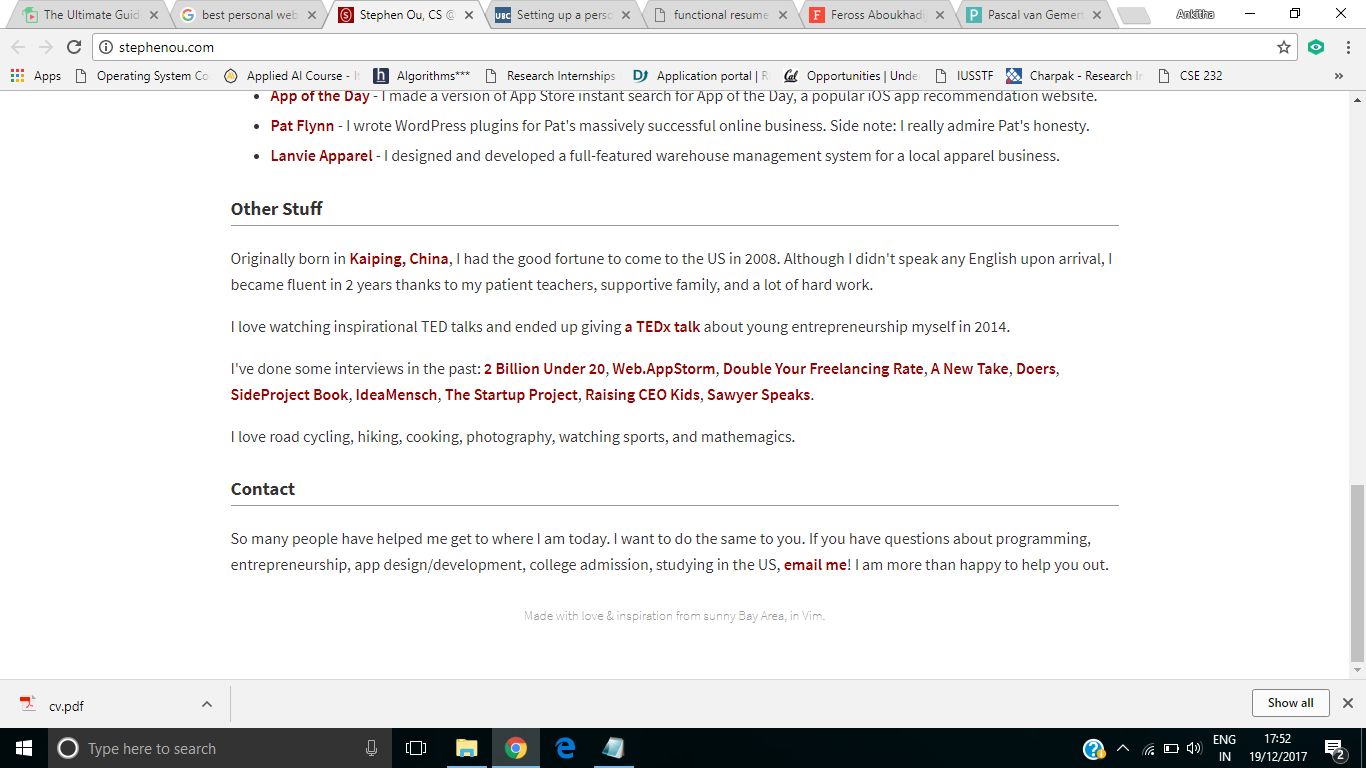 The Ultimate Guid
best personal web
Stephen Ou, CS @
UBC
Setting up a perso
functional resume
F
Feross Aboukhadi
P
Pascal van Gemert
Ankitha
stephenou.com
Apps
Operating System Co
Applied AI Course - I
h
Algorithms***
Research Internships
Application portal | R
Cal
Opportunities | Unde
IUSSTF
Charpak - Research In
CSE 232
»
App of the Day - I made a version of App Store instant search for App of the Day, a popular iOS app recommendation website.
Pat Flynn - I wrote WordPress plugins for Pat's massively successful online business. Side note: I really admire Pat's honesty.
Lanvie Apparel - I designed and developed a full-featured warehouse management system for a local apparel business.
Other Stuff
Originally born in Kaiping, China, I had the good fortune to come to the US in 2008. Although I didn't speak any English upon arrival, I
became fluent in 2 years thanks to my patient teachers, supportive family, and a lot of hard work.
I love watching inspirational TED talks and ended up giving a TEDx talk about young entrepreneurship myself in 2014.
I've done some interviews in the past: 2 Billion Under 20, Web.AppStorm, Double Your Freelancing Rate, A New Take, Doers,
SideProject Book, IdeaMensch, The Startup Project, Raising CEO Kids, Sawyer Speaks.
I love road cycling, hiking, cooking, photography, watching sports, and mathemagics.
Contact
So many people have helped me get to where I am today. I want to do the same to you. If you have questions about programming,
entrepreneurship, app design/development, college admission, studying in the US, email me! I am more than happy to help you out.
Made with love & inspiration from sunny Bay Area, in Vim.
cv.pdf
Show all
Type here to search
ENG
IN
17:52
19/12/2017
2